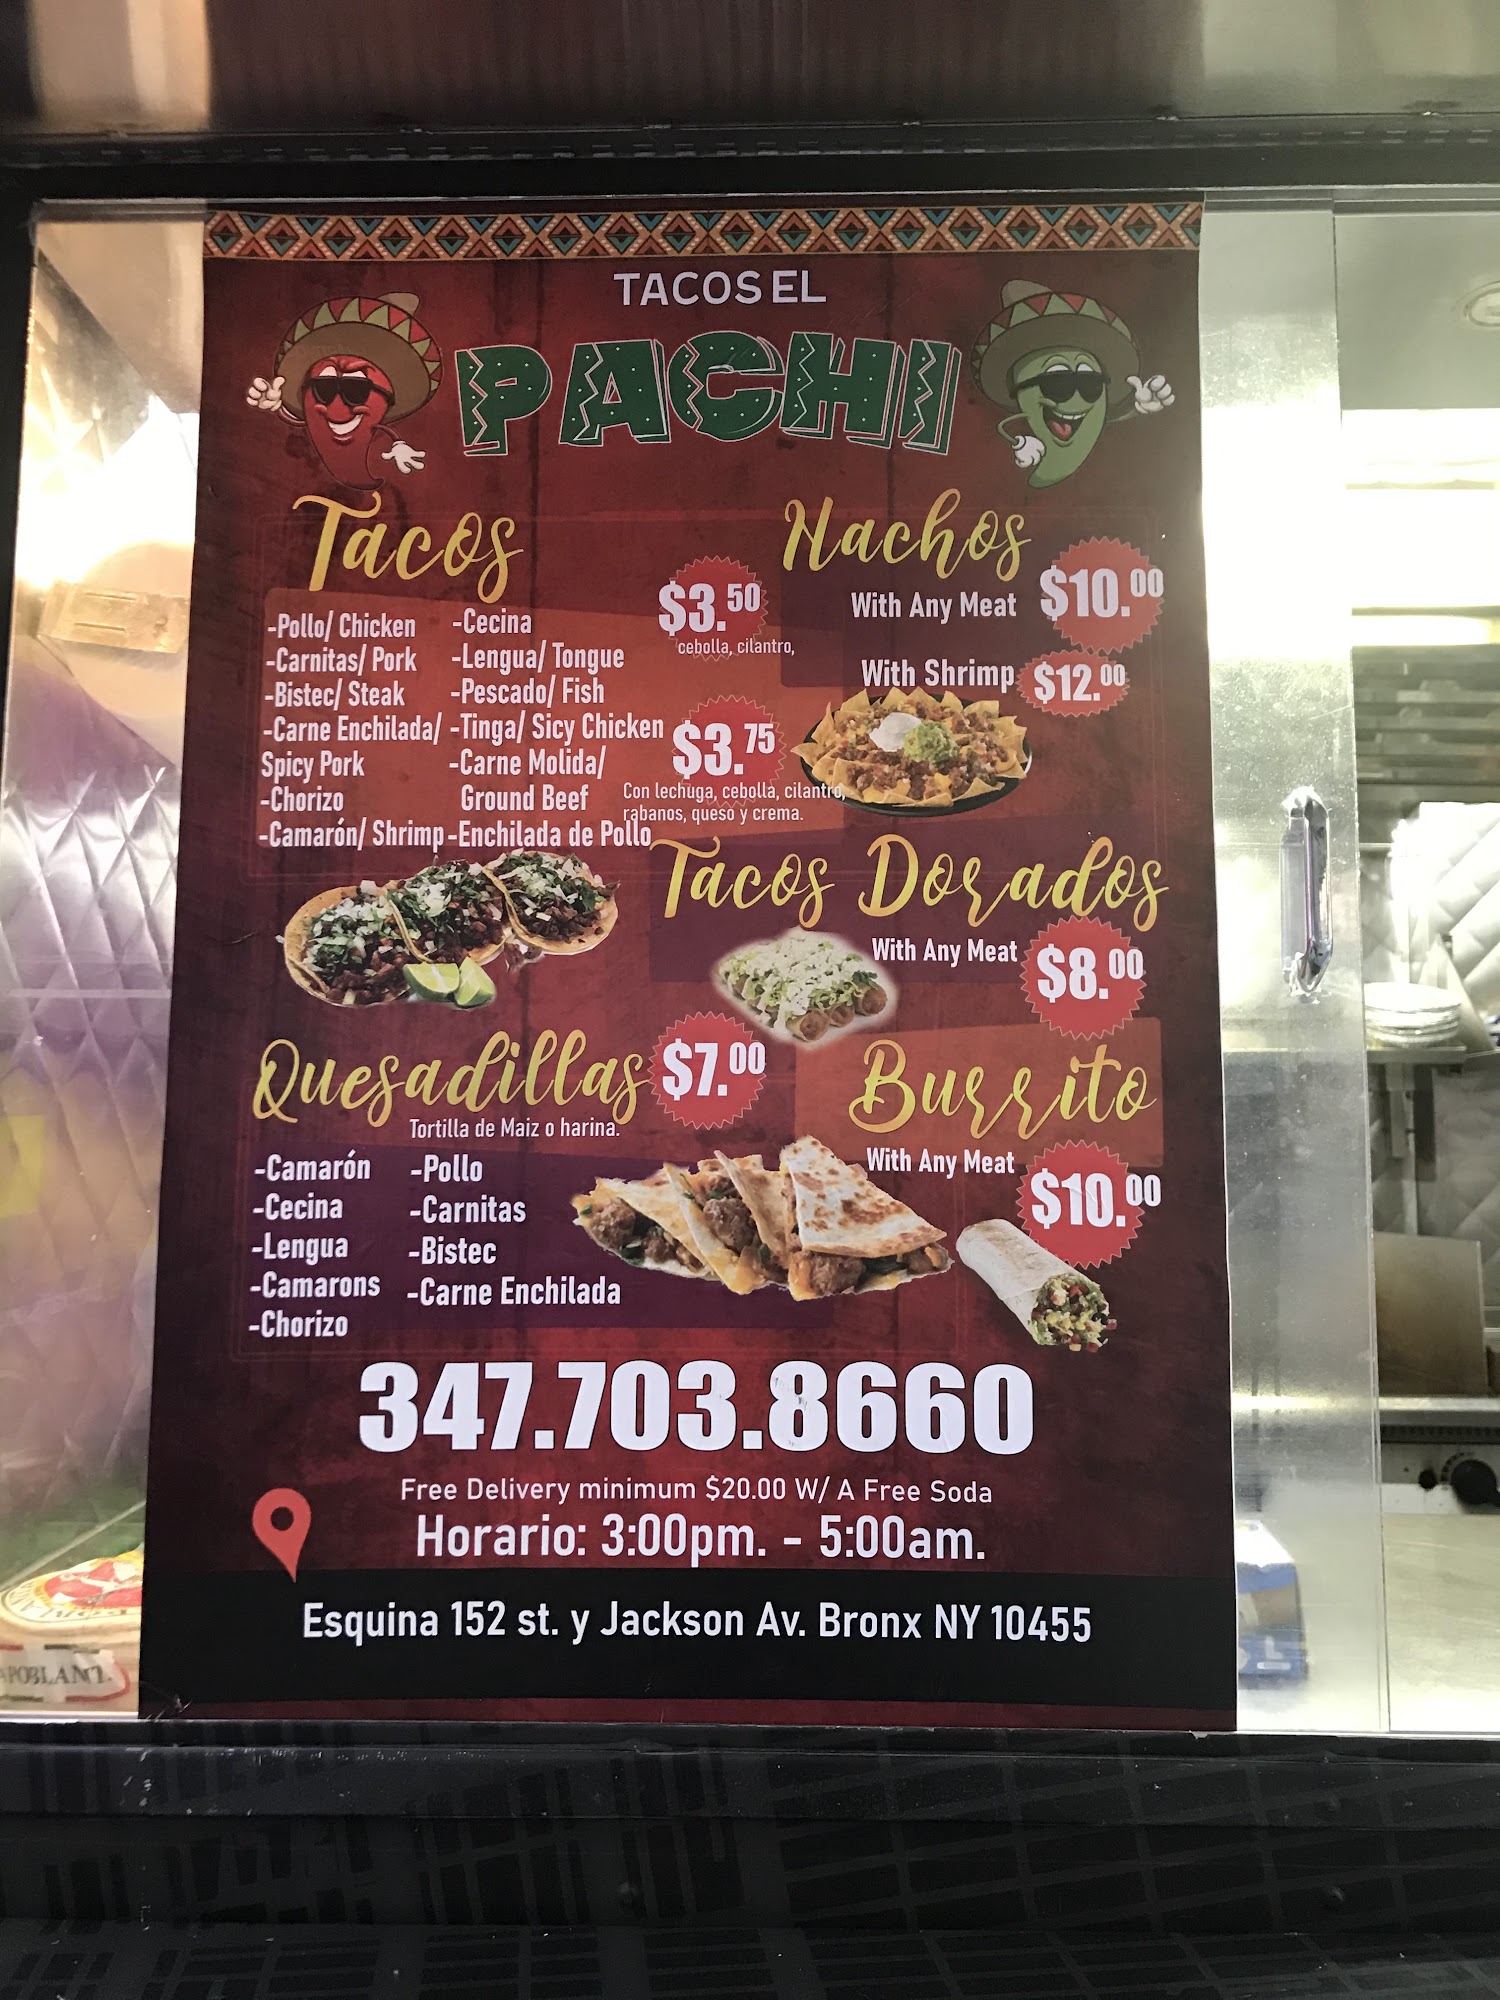 TACOS EL
PACHI
Tacos
-Pollo/ Chicken
-Carnitas/ Pork
-Bistec/ Steak
-Carne Enchilada/
Spicy Pork
-Chorizo
-Camarón/ Shrimp
-Cecina
-Lengua/ Tongue
-Pescado/ Fish
-Tinga/ Sicy Chicken
-Carne Molida/
Ground Beef
-Enchilada de Pollo
$3.50
cebolla, cilantro,
$3.75
Con lechuga, cebolla, cilantro,
rabanos, queso y crema.
Nachos
With Any Meat $10.00
With Shrimp $12.00
Tacos Dorados
With Any Meat $8.00
Quesadillas $7.00
Tortilla de Maiz o harina.
-Camarón
-Cecina
-Lengua
-Camarons
-Chorizo
-Pollo
-Carnitas
-Bistec
-Carne Enchilada
Burrito
With Any Meat $10.00
347.703.8660
Free Delivery minimum $20.00 W/ A Free Soda
Horario: 3:00pm. - 5:00am.
Esquina 152 st. y Jackson Av. Bronx NY 10455